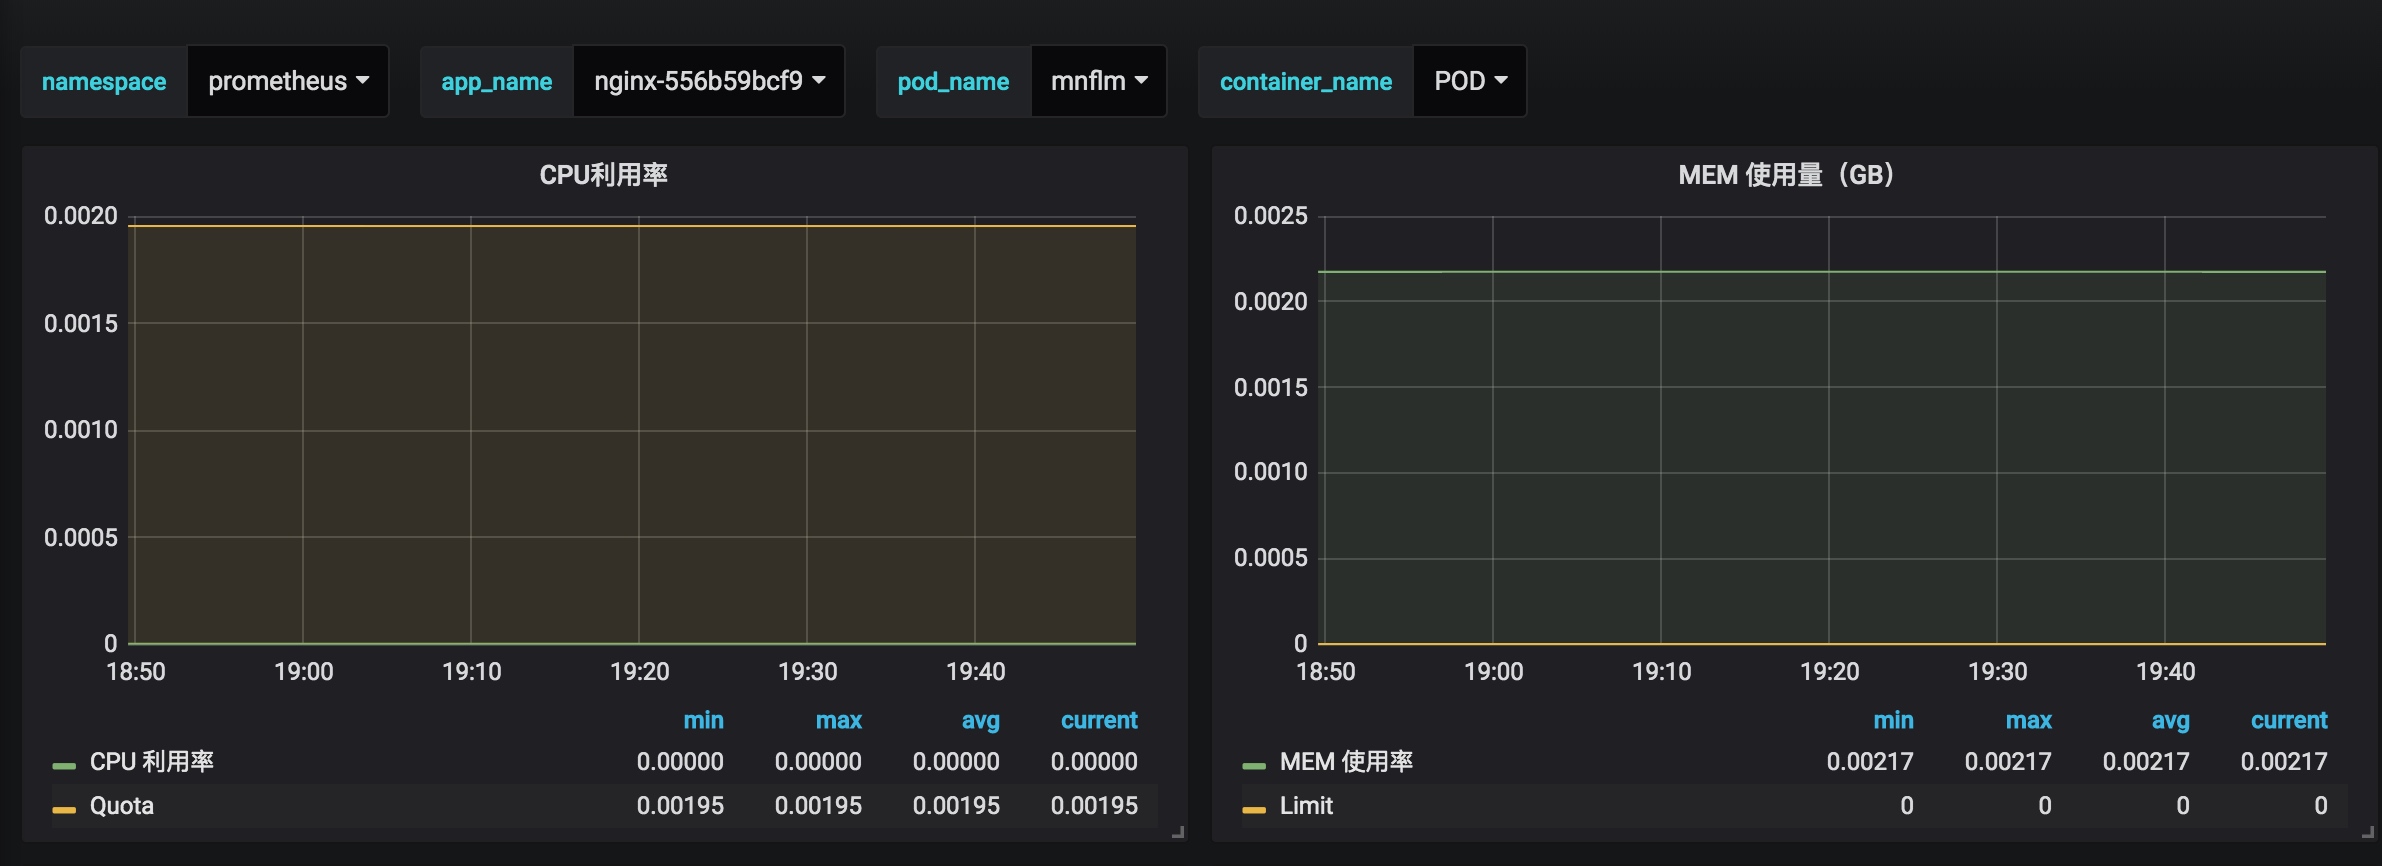 namespace prometheus app_name nginx-556b59bcf9 pod_name mnflm container_name POD
CPU利用率
0.0020
0.0015
0.0010
0.0005
0
18:50 19:00 19:10 19:20 19:30 19:40
min max avg current
CPU 利用率 0.00000 0.00000 0.00000 0.00000
Quota 0.00195 0.00195 0.00195 0.00195
MEM 使用量（GB）
0.0025
0.0020
0.0015
0.0010
0.0005
0
18:50 19:00 19:10 19:20 19:30 19:40
min max avg current
MEM 使用率 0.00217 0.00217 0.00217 0.00217
Limit 0 0 0 0